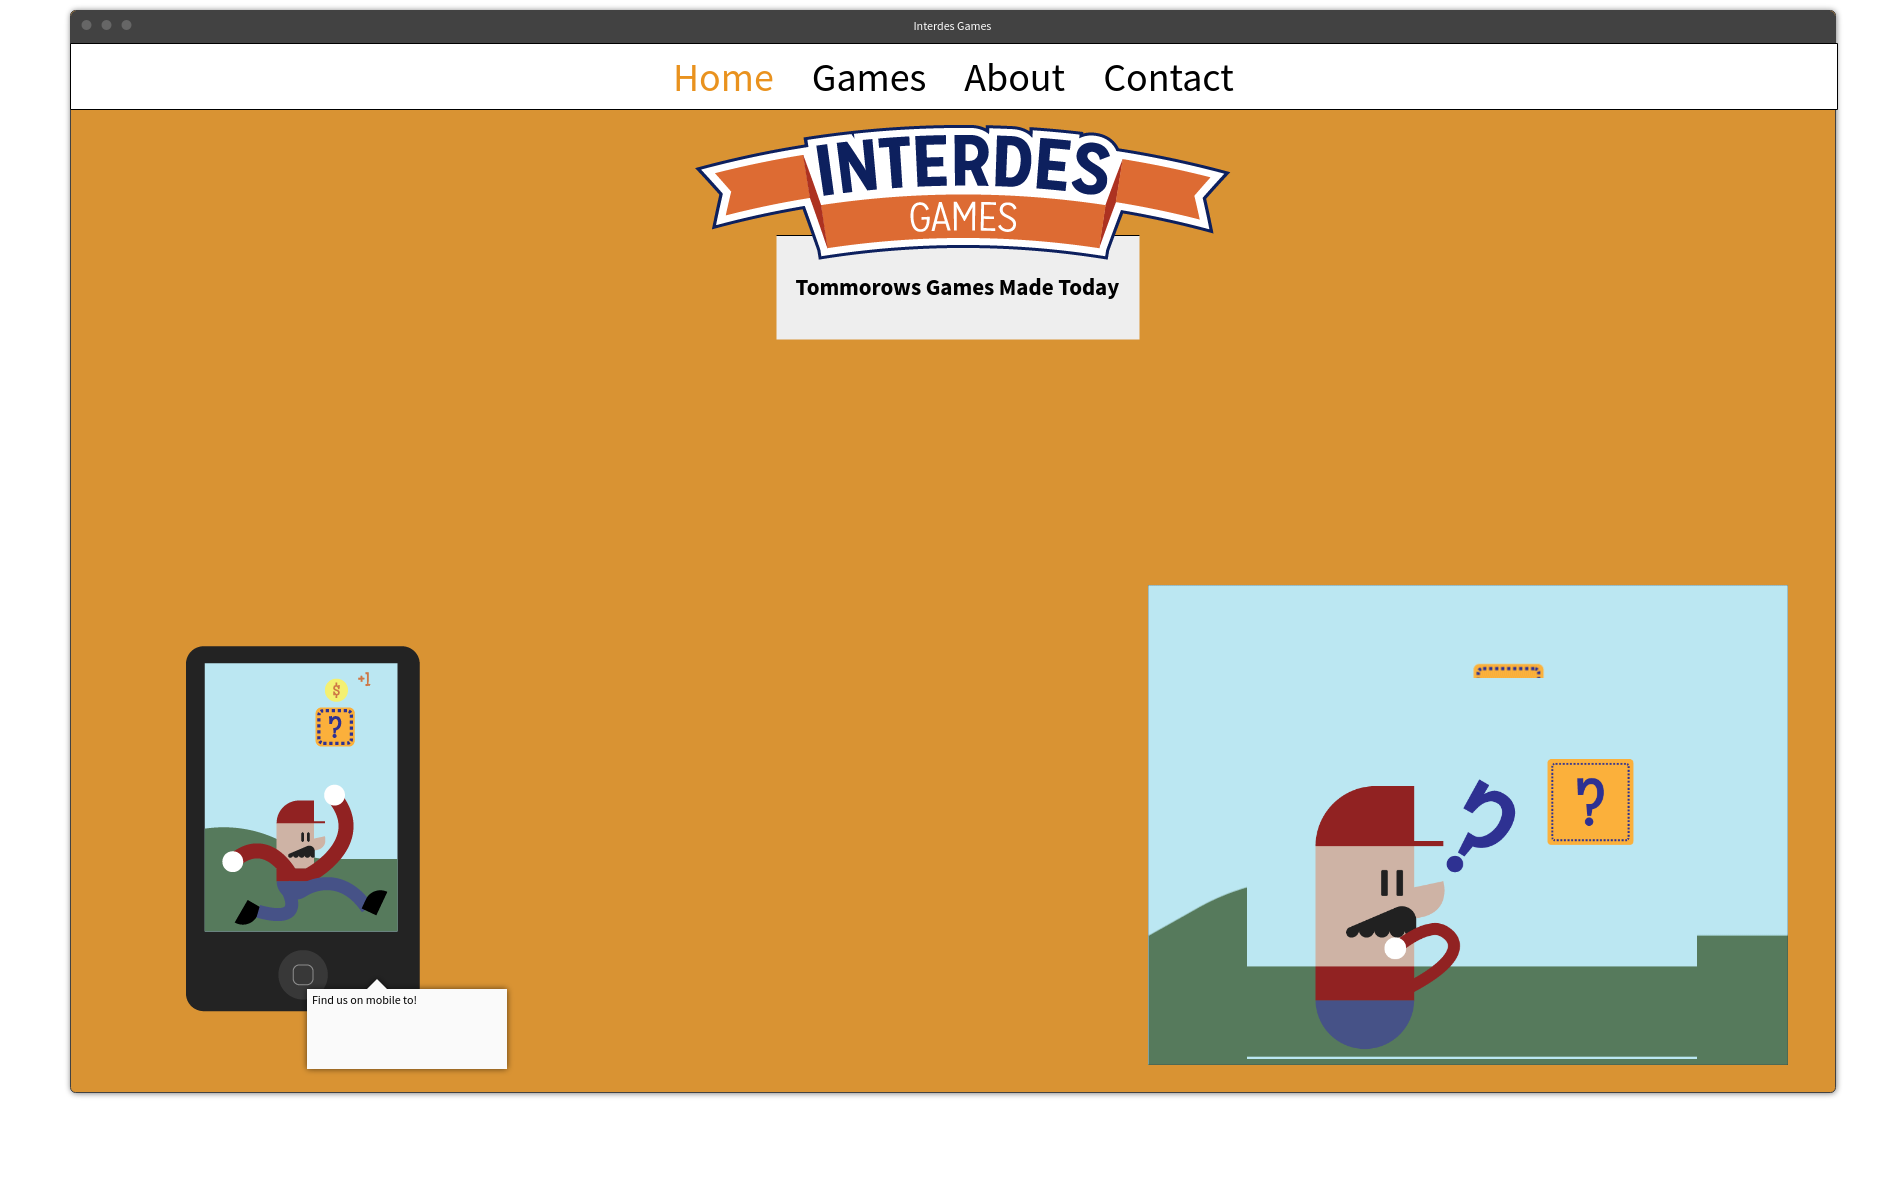 Interdes Games
Home Games About Contact
INTERDES
GAMES
Tommorows Games Made Today
+1
$
?
?
?
Find us on mobile to!